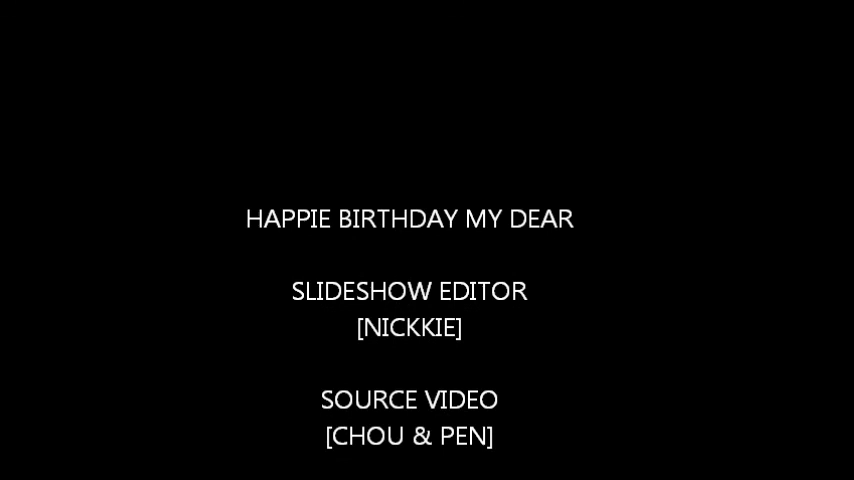 HAPPIE BIRTHDAY MY DEAR
SLIDESHOW EDITOR
[NICKKIE]
SOURCE VIDEO
[CHOU & PEN]